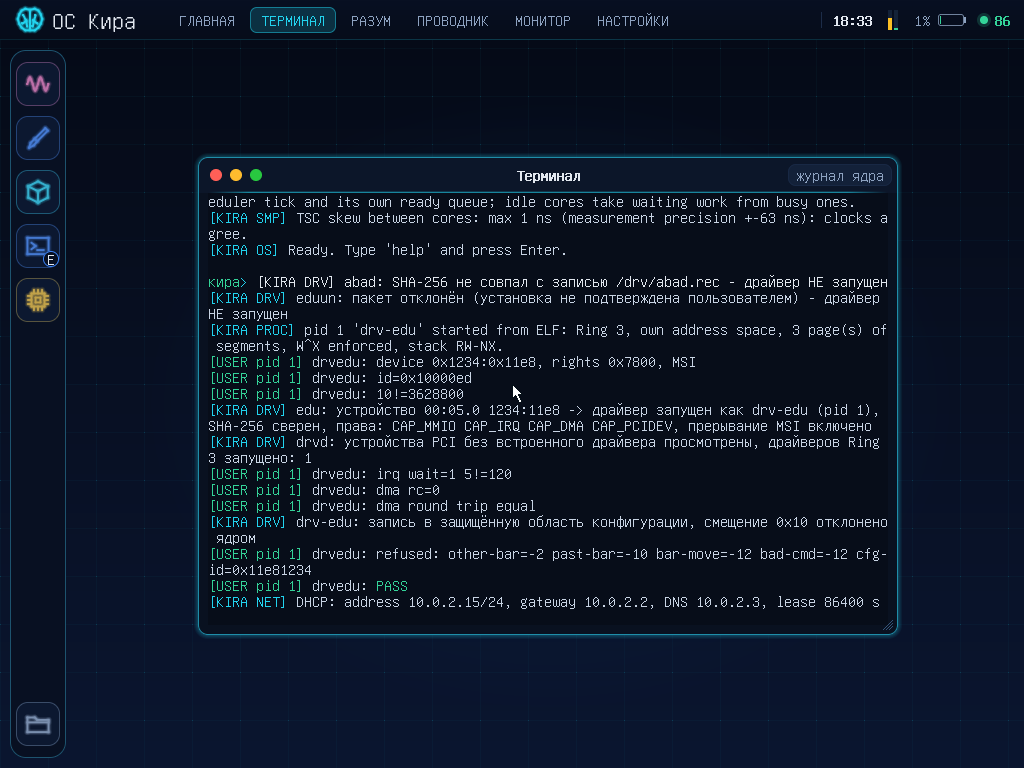 ОС Кира
ГЛАВНАЯ
ТЕРМИНАЛ
РАЗУМ
ПРОВОДНИК
МОНИТОР
НАСТРОЙКИ
18:33
1%
86
E
Терминал
журнал ядра
eduler tick and its own ready queue; idle cores take waiting work from busy ones.
[KIRA SMP] TSC skew between cores: max 1 ns (measurement precision +-63 ns): clocks a
gree.
[KIRA OS] Ready. Type 'help' and press Enter.
кира> [KIRA DRV] abad: SHA-256 не совпал с записью /drv/abad.rec - драйвер НЕ запущен
[KIRA DRV] eduun: пакет отклонён (установка не подтверждена пользователем) - драйвер
НЕ запущен
[KIRA PROC] pid 1 'drv-edu' started from ELF: Ring 3, own address space, 3 page(s) of
segments, W^X enforced, stack RW-NX.
[USER pid 1] drvedu: device 0x1234:0x11e8, rights 0x7800, MSI
[USER pid 1] drvedu: id=0x10000ed
[USER pid 1] drvedu: 10!=3628800
[KIRA DRV] edu: устройство 00:05.0 1234:11e8 -> драйвер запущен как drv-edu (pid 1),
SHA-256 сверен, права: CAP_MMIO CAP_IRQ CAP_DMA CAP_PCIDEV, прерывание MSI включено
[KIRA DRV] drvd: устройства PCI без встроенного драйвера просмотрены, драйверов Ring
3 запущено: 1
[USER pid 1] drvedu: irq wait=1 5!=120
[USER pid 1] drvedu: dma rc=0
[USER pid 1] drvedu: dma round trip equal
[KIRA DRV] drv-edu: запись в защищённую область конфигурации, смещение 0x10 отклонено
ядром
[USER pid 1] drvedu: refused: other-bar=-2 past-bar=-10 bar-move=-12 bad-cmd=-12 cfg-
id=0x11e81234
[USER pid 1] drvedu: PASS
[KIRA NET] DHCP: address 10.0.2.15/24, gateway 10.0.2.2, DNS 10.0.2.3, lease 86400 s